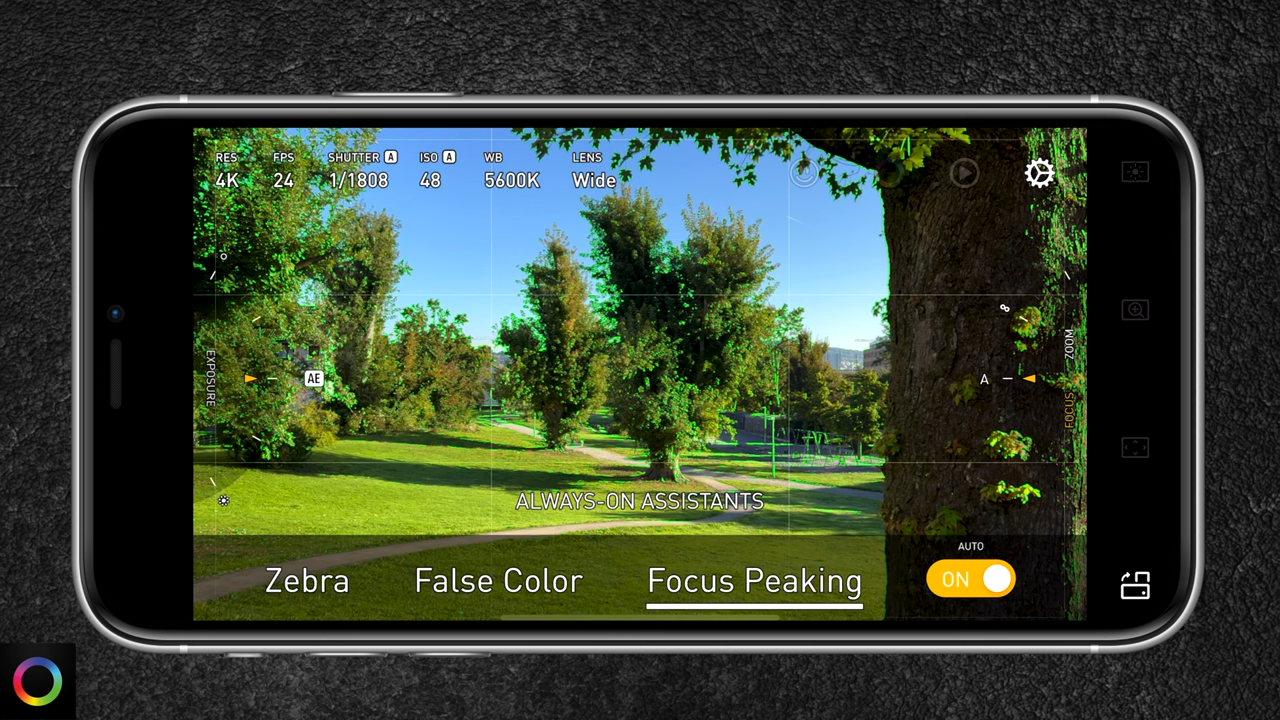 RES FPS SHUTTER A ISO A WB LENS
4K 24 1/1808 48 5600K Wide
EXPOSURE
AE
A
ZOOM
FOCUS
ALWAYS-ON ASSISTANTS
AUTO
Zebra False Color Focus Peaking ON